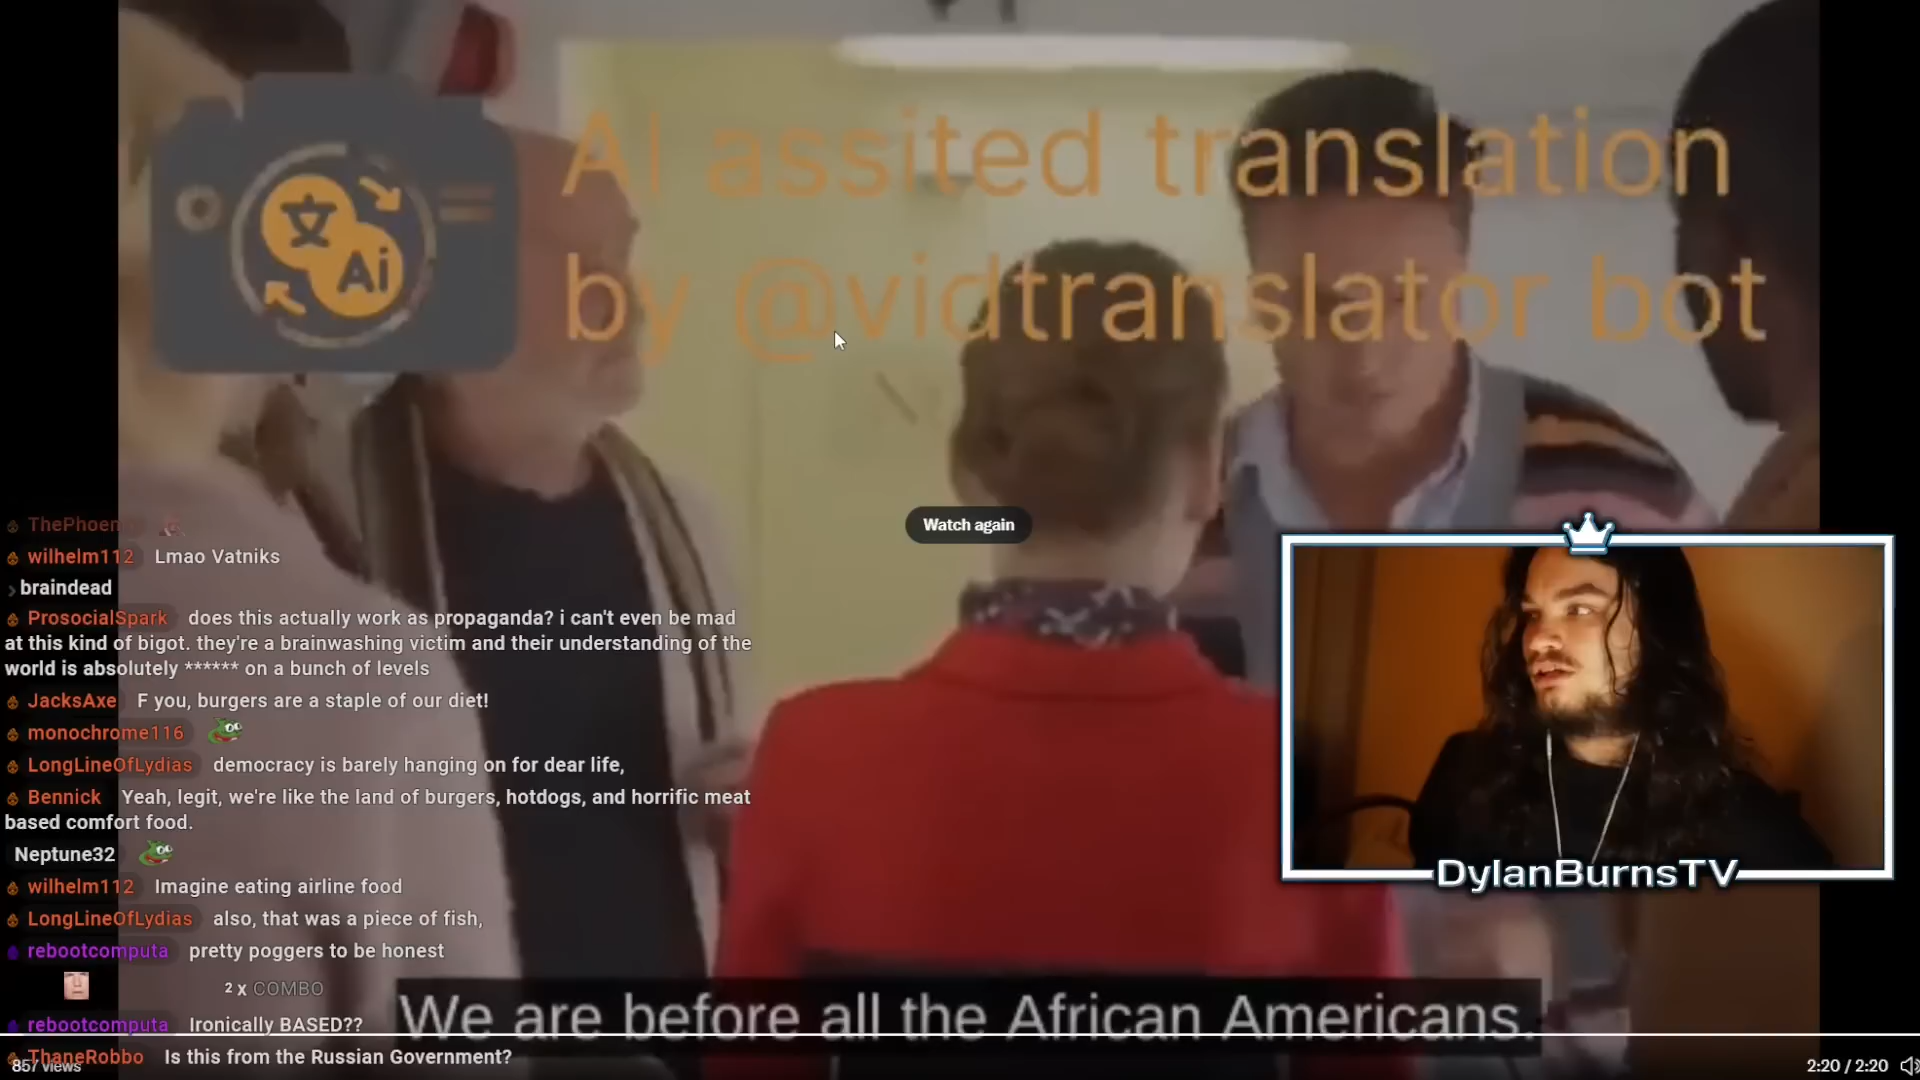 AI assited translation
by @vidtranslator bot
文
Ai
Watch again
ThePhoen
wilhelm112 Lmao Vatniks
braindead
ProsocialSpark does this actually work as propaganda? i can't even be mad
at this kind of bigot. they're a brainwashing victim and their understanding of the
world is absolutely ****** on a bunch of levels
JacksAxe F you, burgers are a staple of our diet!
monochrome116
LongLineOfLydias democracy is barely hanging on for dear life,
Bennick Yeah, legit, we're like the land of burgers, hotdogs, and horrific meat
based comfort food.
Neptune32
wilhelm112 Imagine eating airline food
LongLineOfLydias also, that was a piece of fish,
rebootcomputa pretty poggers to be honest
2 x COMBO
rebootcomputa Ironically BASED??
ThaneRobbo Is this from the Russian Government?
857 views
DylanBurnsTV
We are before all the African Americans.
2:20 / 2:20